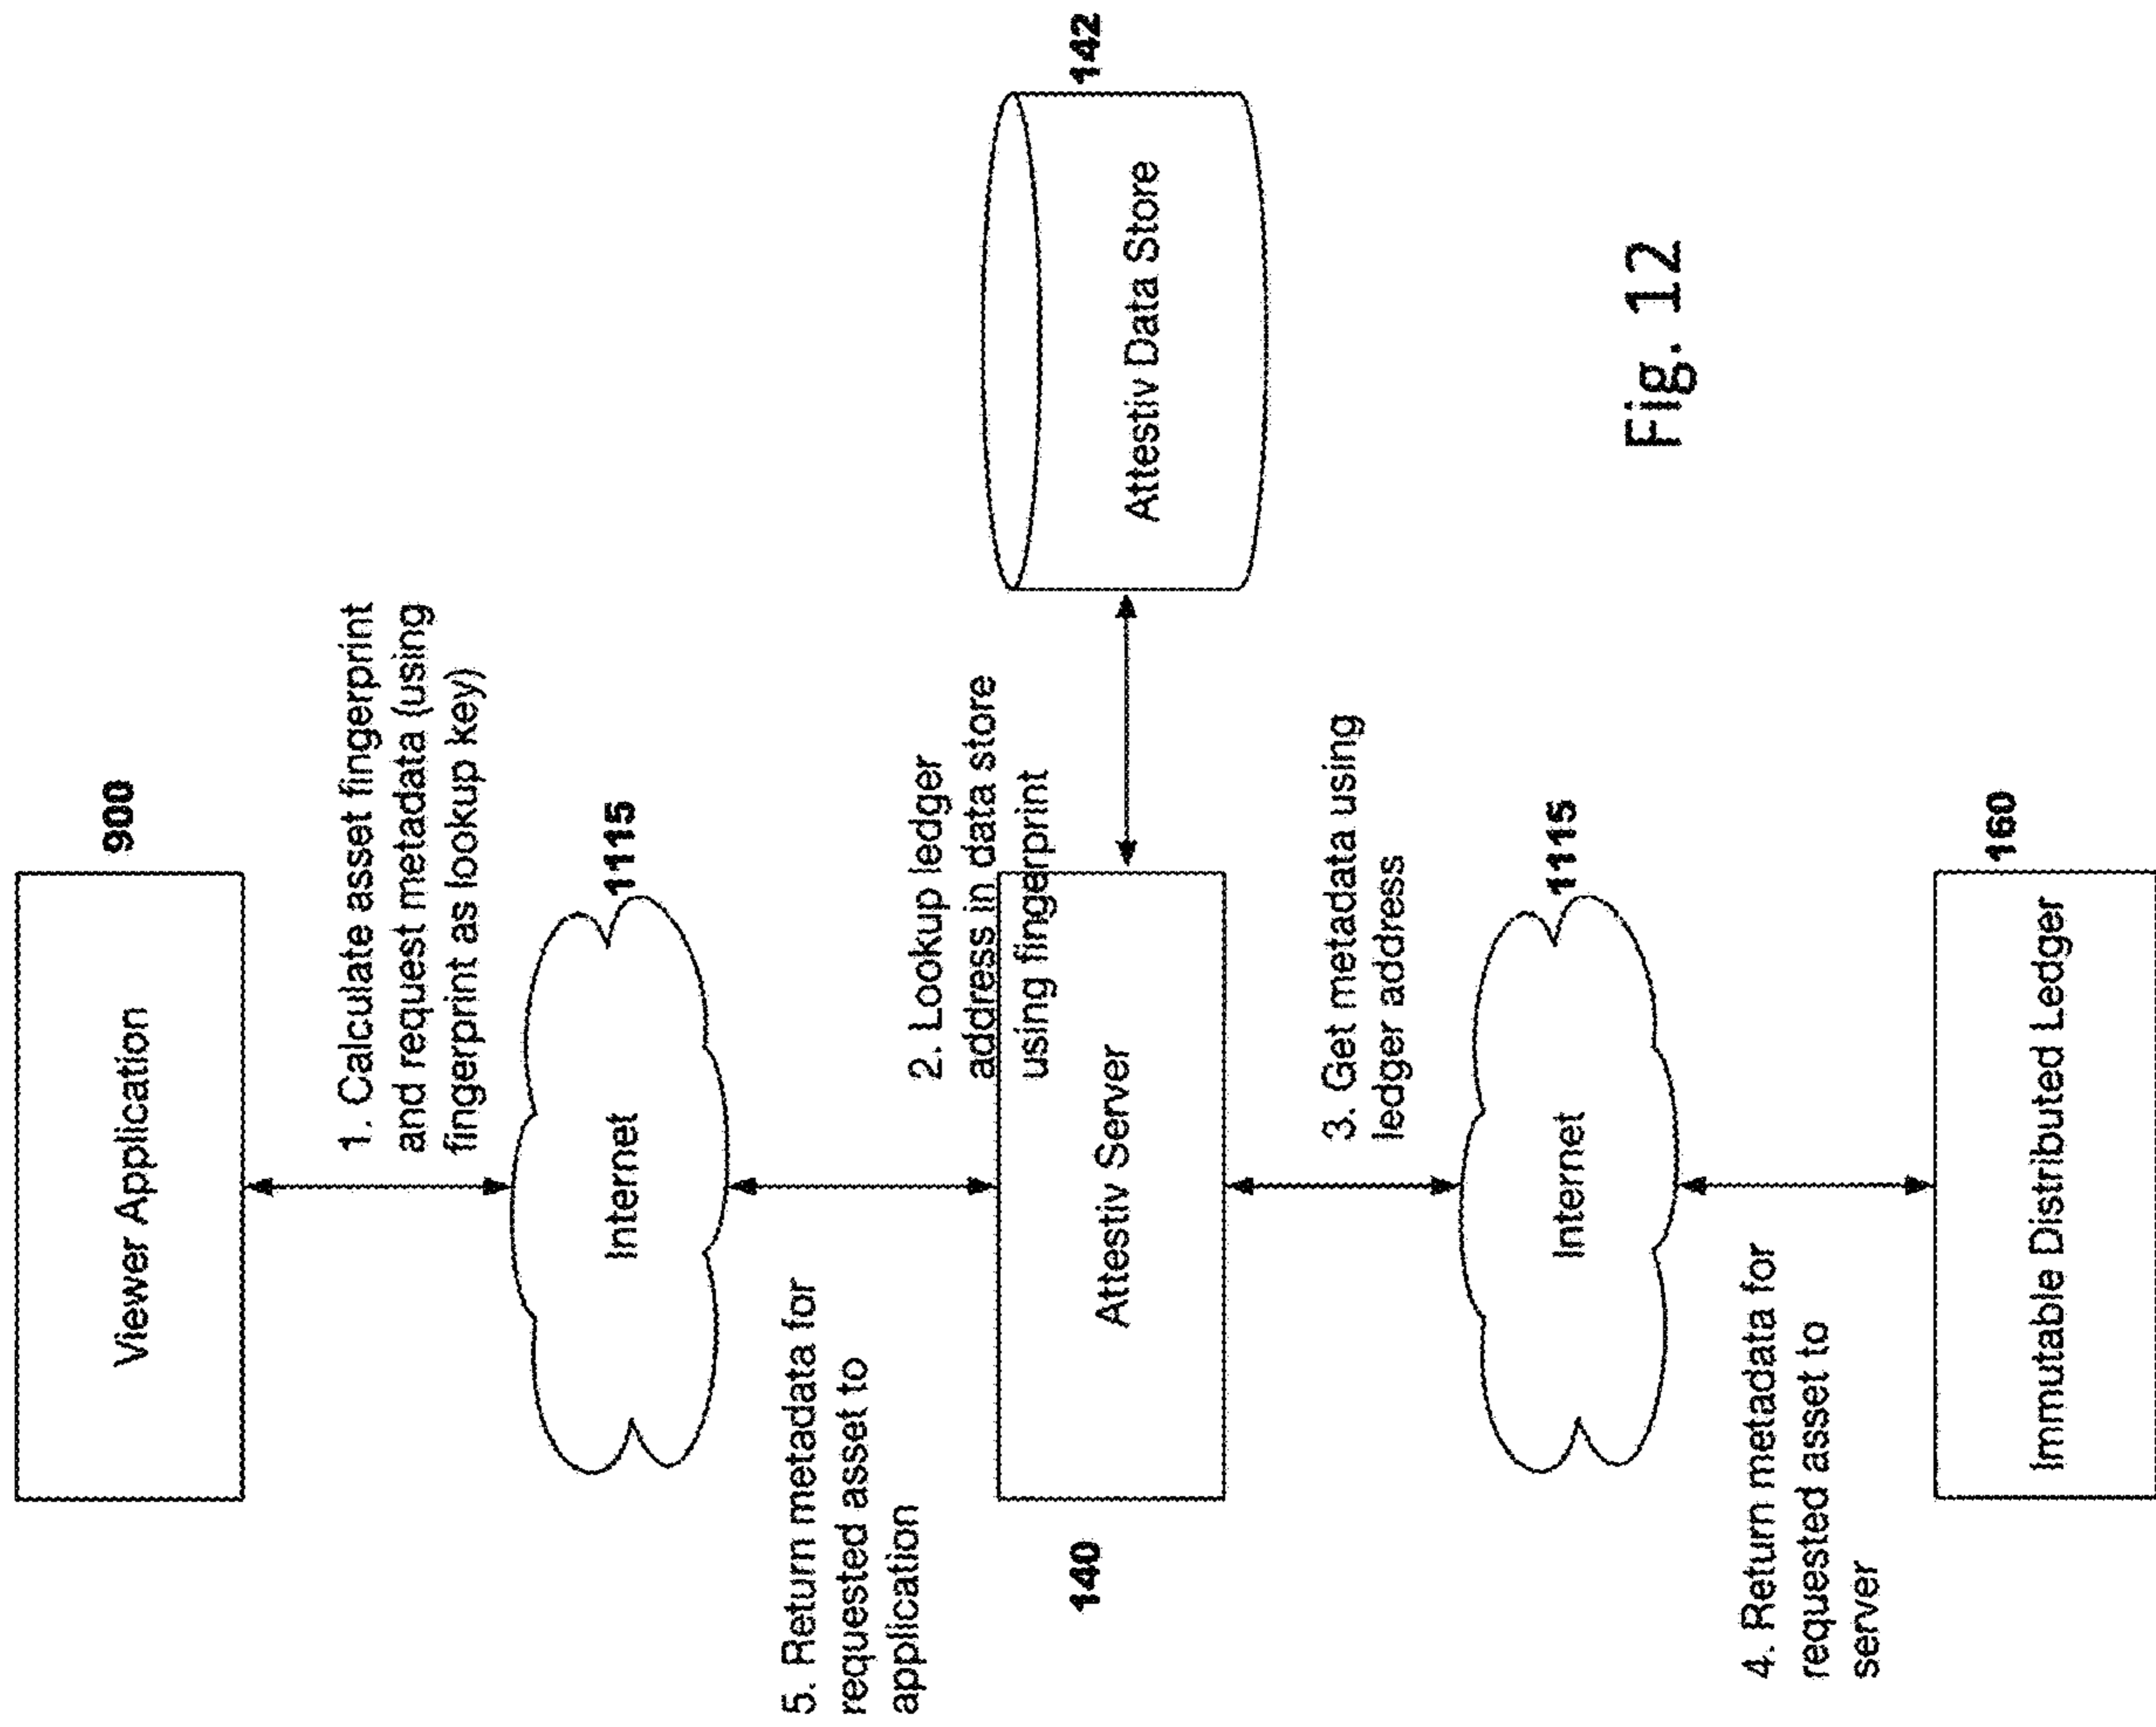 Viewer Application
900
1. Calculate asset fingerprint
and request metadata (using
fingerprint as lookup key)
Internet
1115
5. Return metadata for
requested asset to
application
2. Lookup ledger
address in data store
using fingerprint
140
Attestiv Server
Attestiv Data Store
142
3. Get metadata using
ledger address
Internet
1115
4. Return metadata for
requested asset to
server
Immutable Distributed Ledger
160
Fig. 12